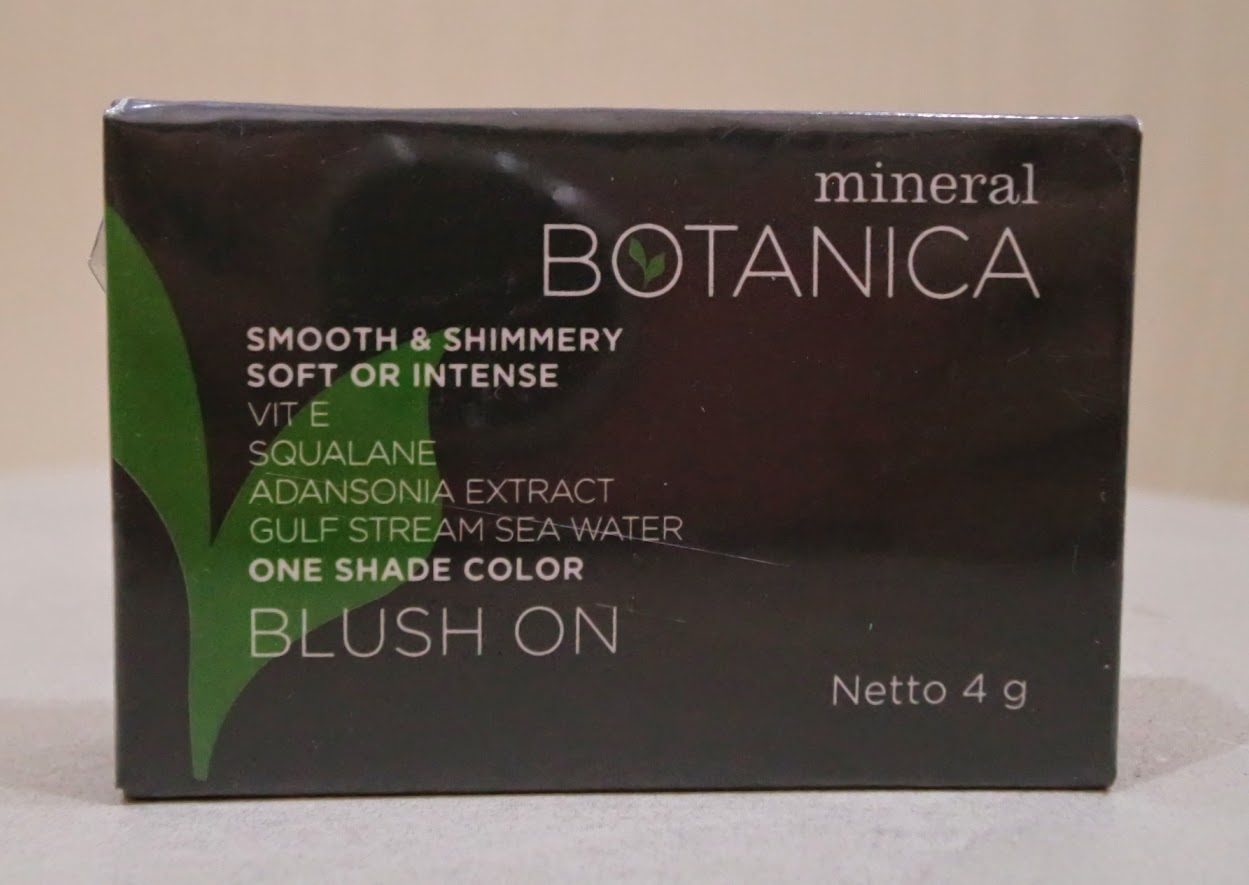 mineral
BOTANICA
SMOOTH & SHIMMERY
SOFT OR INTENSE
VIT E
SQUALANE
ADANSONIA EXTRACT
GULF STREAM SEA WATER
ONE SHADE COLOR
BLUSH ON
Netto 4 g